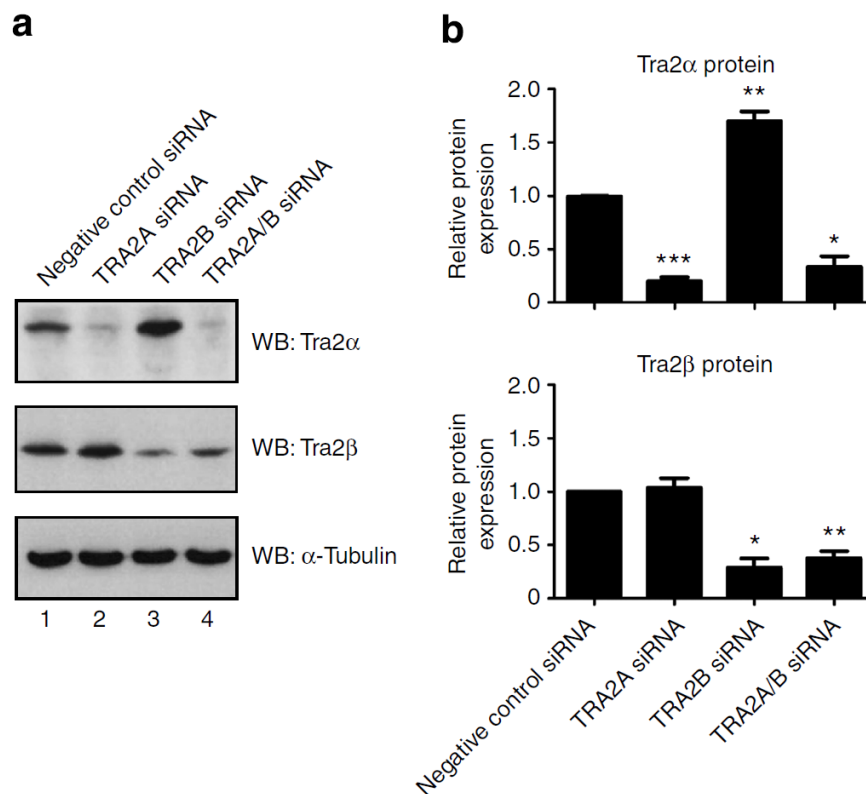 a
Negative control siRNA
TRA2A siRNA
TRA2B siRNA
TRA2A/B siRNA
WB: Tra2α
WB: Tra2β
WB: α-Tubulin
1 2 3 4
b
Tra2α protein
Relative protein
expression
2.0
1.5
1.0
0.5
0
***
**
*
Tra2β protein
Relative protein
expression
2.0
1.5
1.0
0.5
0
*
**
Negative control siRNA
TRA2A siRNA
TRA2B siRNA
TRA2A/B siRNA